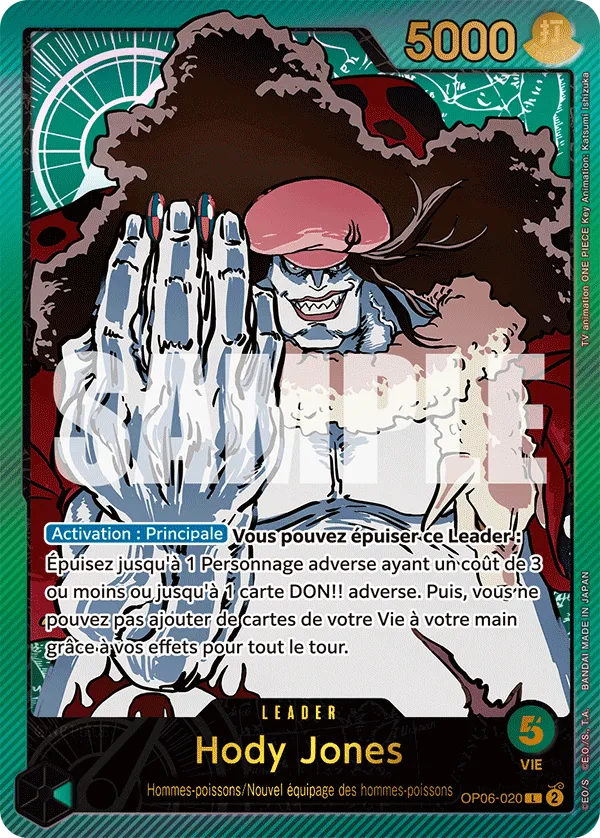 5000 打
TV animation ONE PIECE Key Animation. Katsumi Ishizuka
SAMPLE
Activation : Principale Vous pouvez épuiser ce Leader :
Épuisez jusqu'à 1 Personnage adverse ayant un coût de 3
ou moins ou jusqu'à 1 carte DON!! adverse. Puis, vous ne
pouvez pas ajouter de cartes de votre Vie à votre main
grâce à vos effets pour tout le tour.
LEADER
Hody Jones
5
VIE
Hommes-poissons/Nouvel équipage des hommes-poissons
OP06-020 L 2
©E.O/S ©E.O./S., T.A. BANDAI MADE IN JAPAN